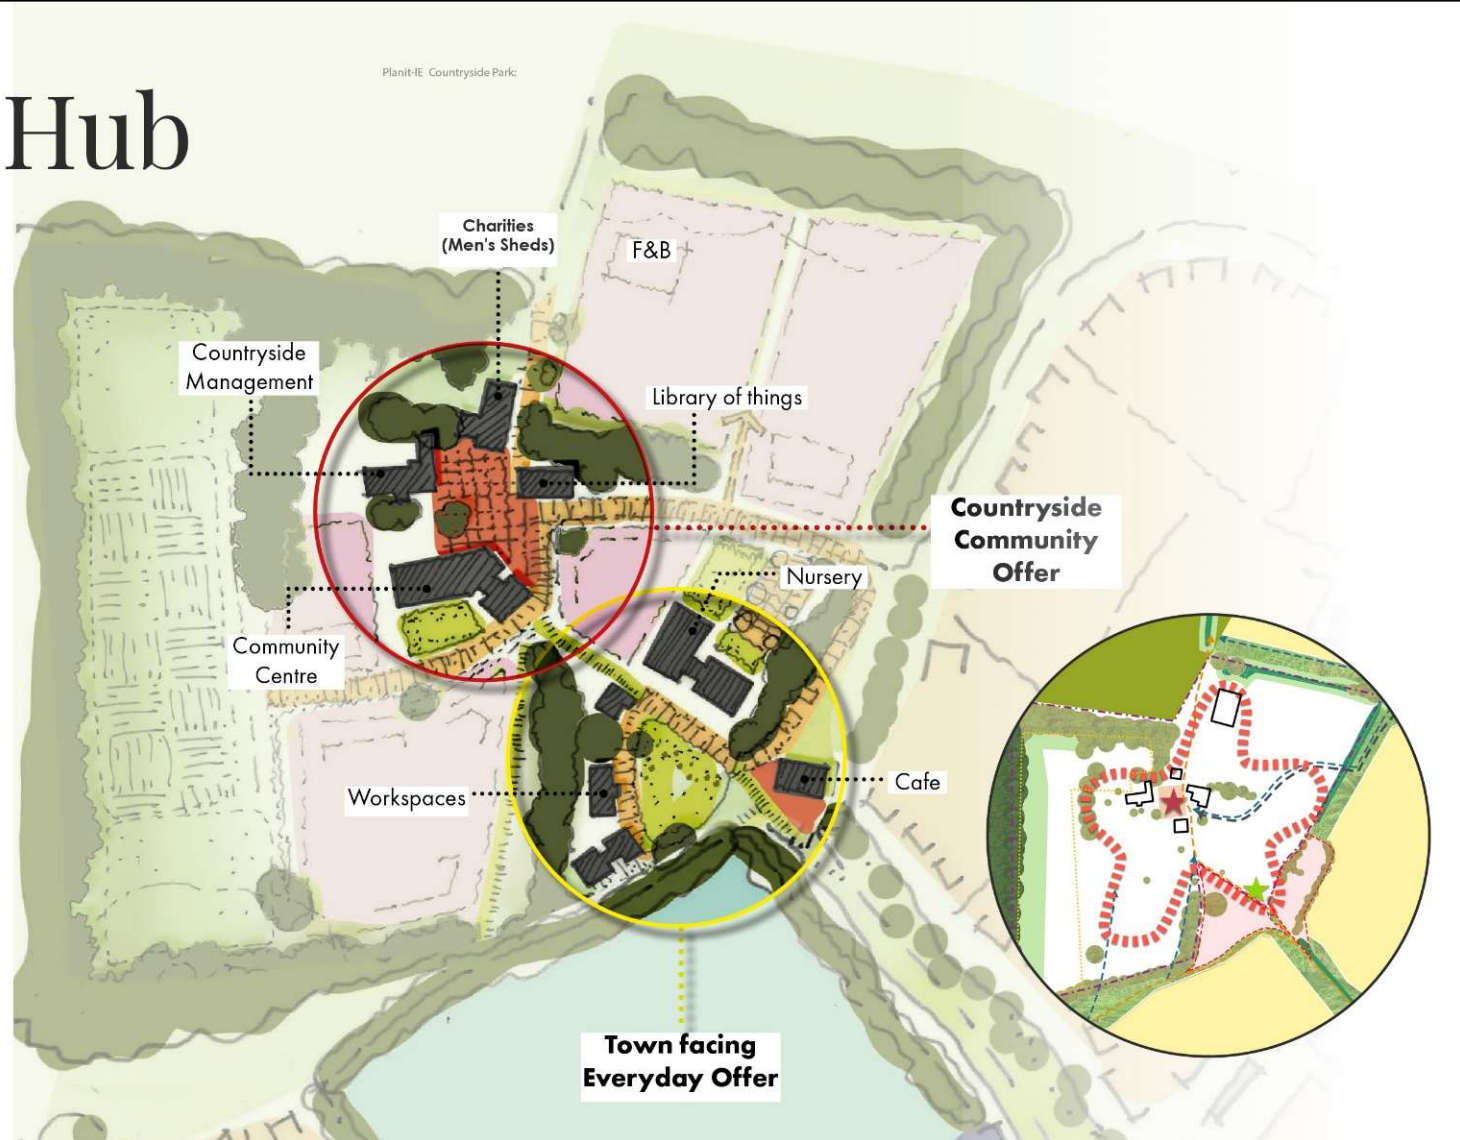 Planit-IE Countryside Park:
Hub
Charities
(Men's Sheds)
F&B
Countryside
Management
Library of things
Countryside
Community
Offer
Nursery
Community
Centre
Cafe
Workspaces
Town facing
Everyday Offer